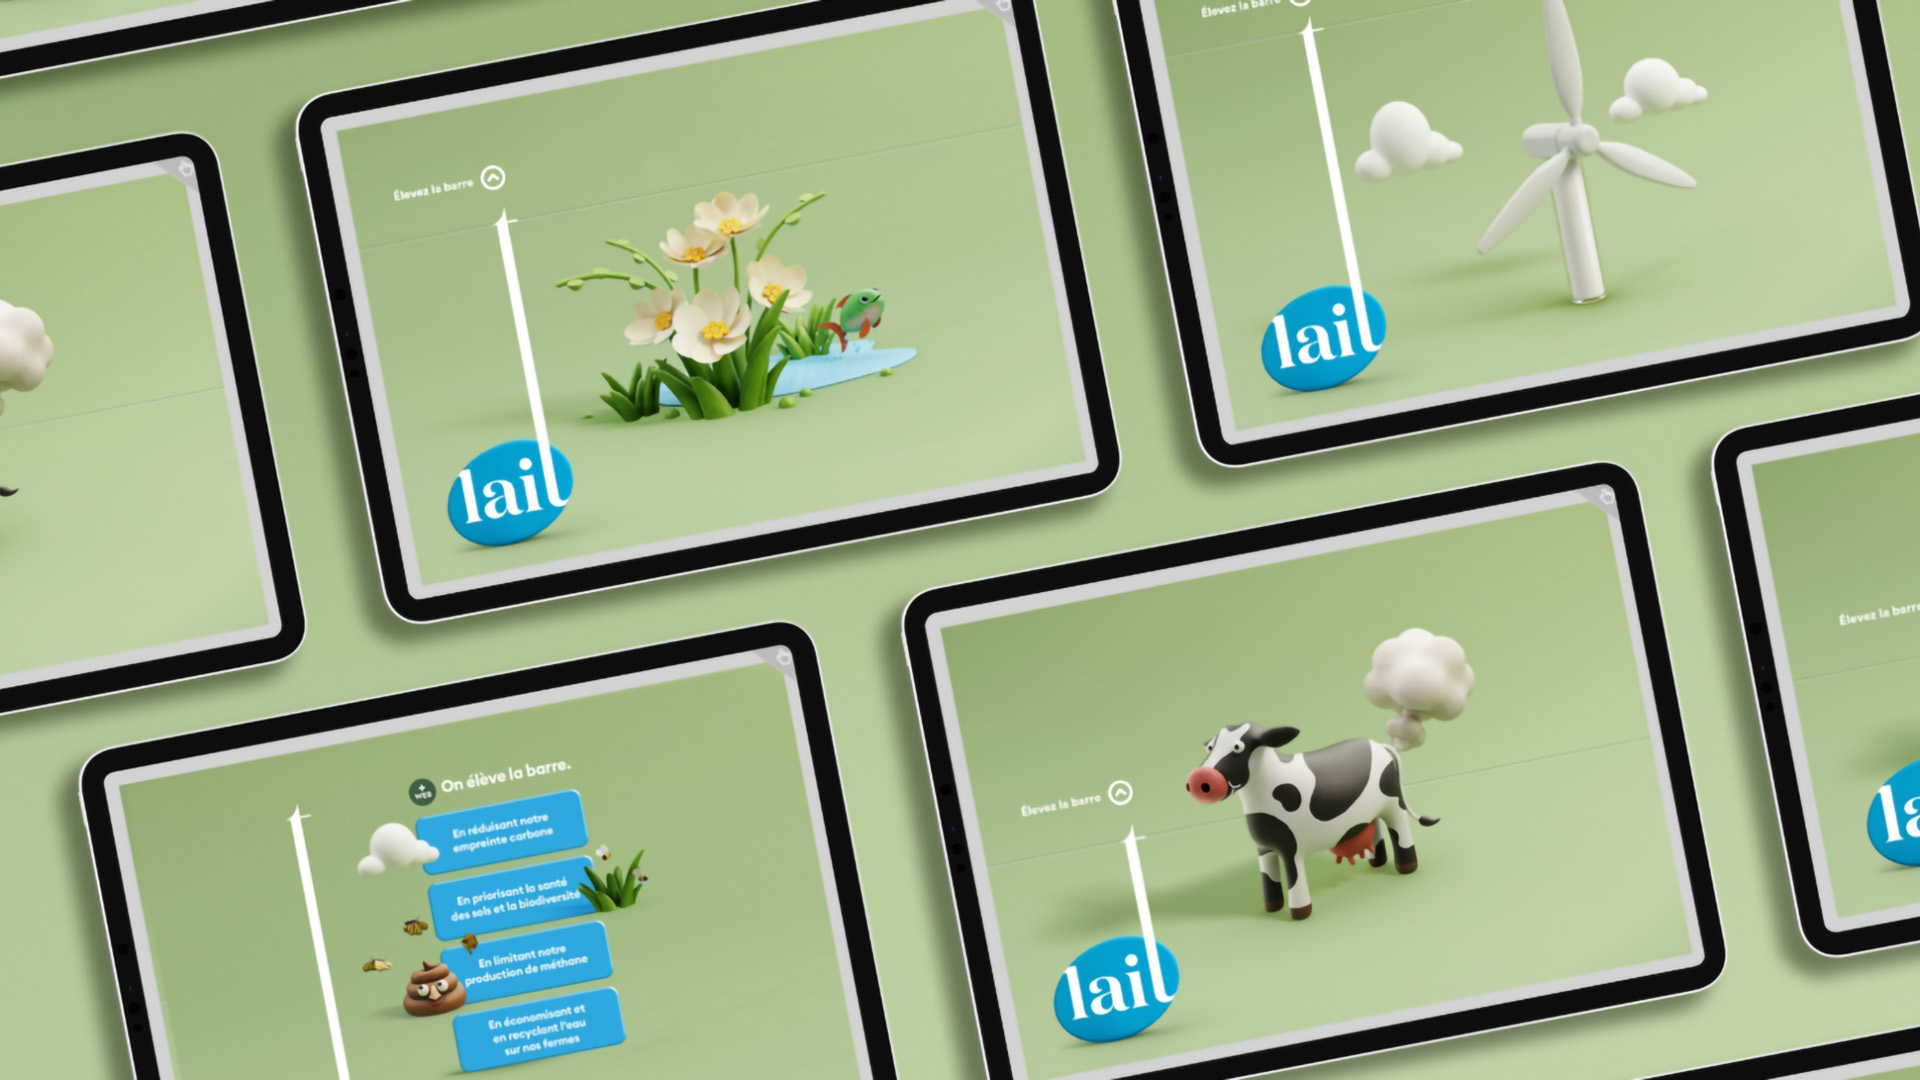 Élevez la barre
lait
Élevez la barre
lait
+
WEB
On élève la barre.
En réduisant notre
empreinte carbone
En priorisant la santé
des sols et la biodiversité
En limitant notre
production de méthane
En économisant et
en recyclant l'eau
sur nos fermes
Élevez la barre
lait
Élevez la barre
la